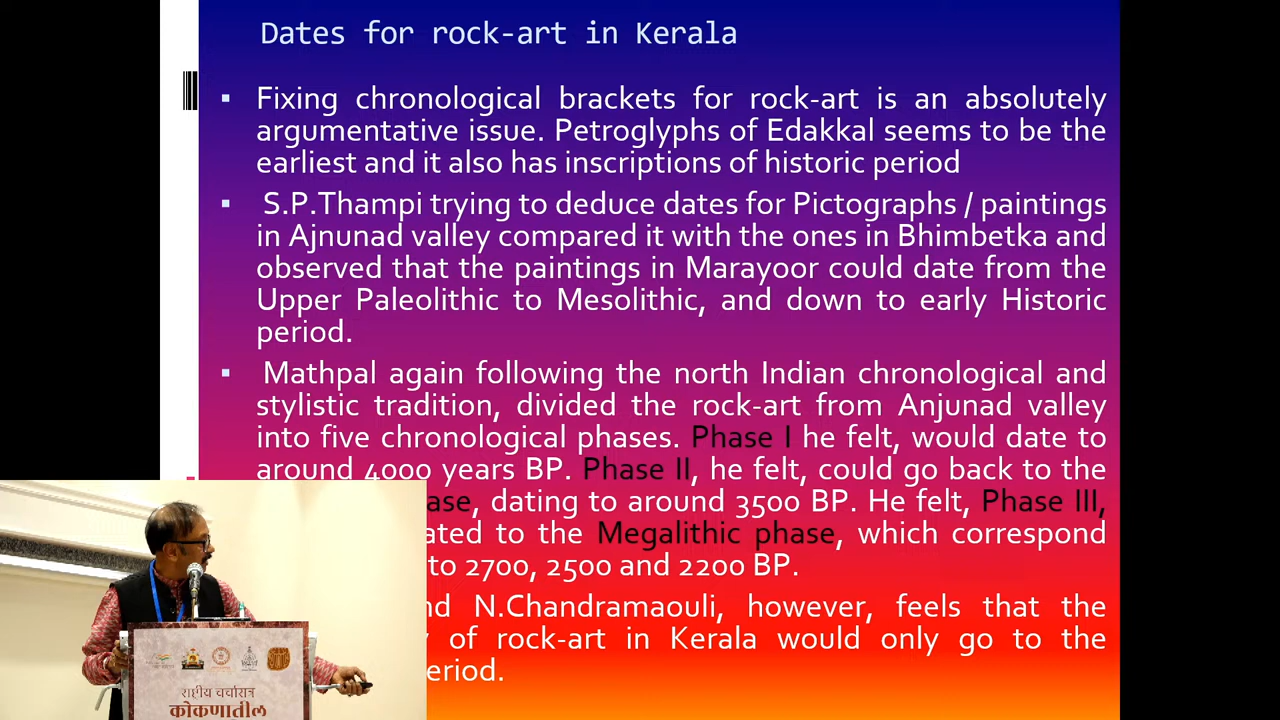 Dates for rock-art in Kerala
▪ Fixing chronological brackets for rock-art is an absolutely
argumentative issue. Petroglyphs of Edakkal seems to be the
earliest and it also has inscriptions of historic period
▪ S.P.Thampi trying to deduce dates for Pictographs / paintings
in Ajnunad valley compared it with the ones in Bhimbetka and
observed that the paintings in Marayoor could date from the
Upper Paleolithic to Mesolithic, and down to early Historic
period.
▪ Mathpal again following the north Indian chronological and
stylistic tradition, divided the rock-art from Anjunad valley
into five chronological phases. Phase I he felt, would date to
around 4000 years BP. Phase II, he felt, could go back to the
ase, dating to around 3500 BP. He felt, Phase III,
ated to the Megalithic phase, which correspond
to 2700, 2500 and 2200 BP.
nd N.Chandramaouli, however, feels that the
of rock-art in Kerala would only go to the
eriod.
राष्ट्रीय चर्चासत्र
कोकणातील